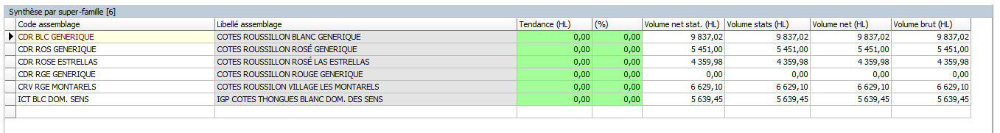 Synthèse par super-famille [6]
Code assemblage Libellé assemblage Tendance (HL) (%) Volume net stat. (HL) Volume stats (HL) Volume net (HL) Volume brut (HL)
CDR BLC GENERIQUE COTES ROUSSILLON BLANC GENERIQUE 0,00 0,00 9 837,02 9 837,02 9 837,02 9 837,02
CDR ROS GENERIQUE COTES ROUSSILLON ROSÉ GENERIQUE 0,00 0,00 5 451,00 5 451,00 5 451,00 5 451,00
CDR ROSE ESTRELLAS COTES ROUSSILLON ROSÉ LAS ESTRELLAS 0,00 0,00 4 359,98 4 359,98 4 359,98 4 359,98
CDR RGE GENERIQUE COTES ROUSSILLON ROUGE GENERIQUE 0,00 0,00 0,00 0,00 0,00 0,00
CRV RGE MONTARELS COTES ROUSSILON VILLAGE LES MONTARELS 0,00 0,00 6 629,10 6 629,10 6 629,10 6 629,10
ICT BLC DOM. SENS IGP COTES THONGUES BLANC DOM. DES SENS 0,00 0,00 5 639,45 5 639,45 5 639,45 5 639,45